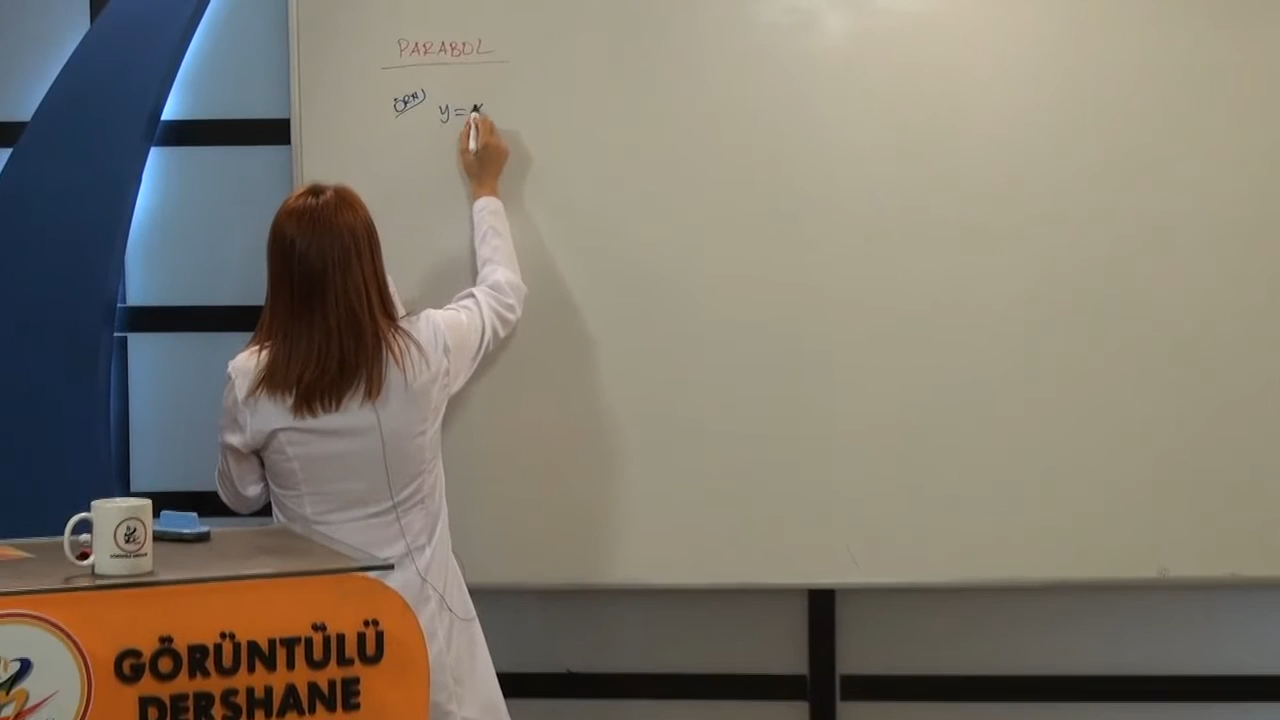 PARABOL
ÖRN y = x
GÖRÜNTÜLÜ
DERSHANE